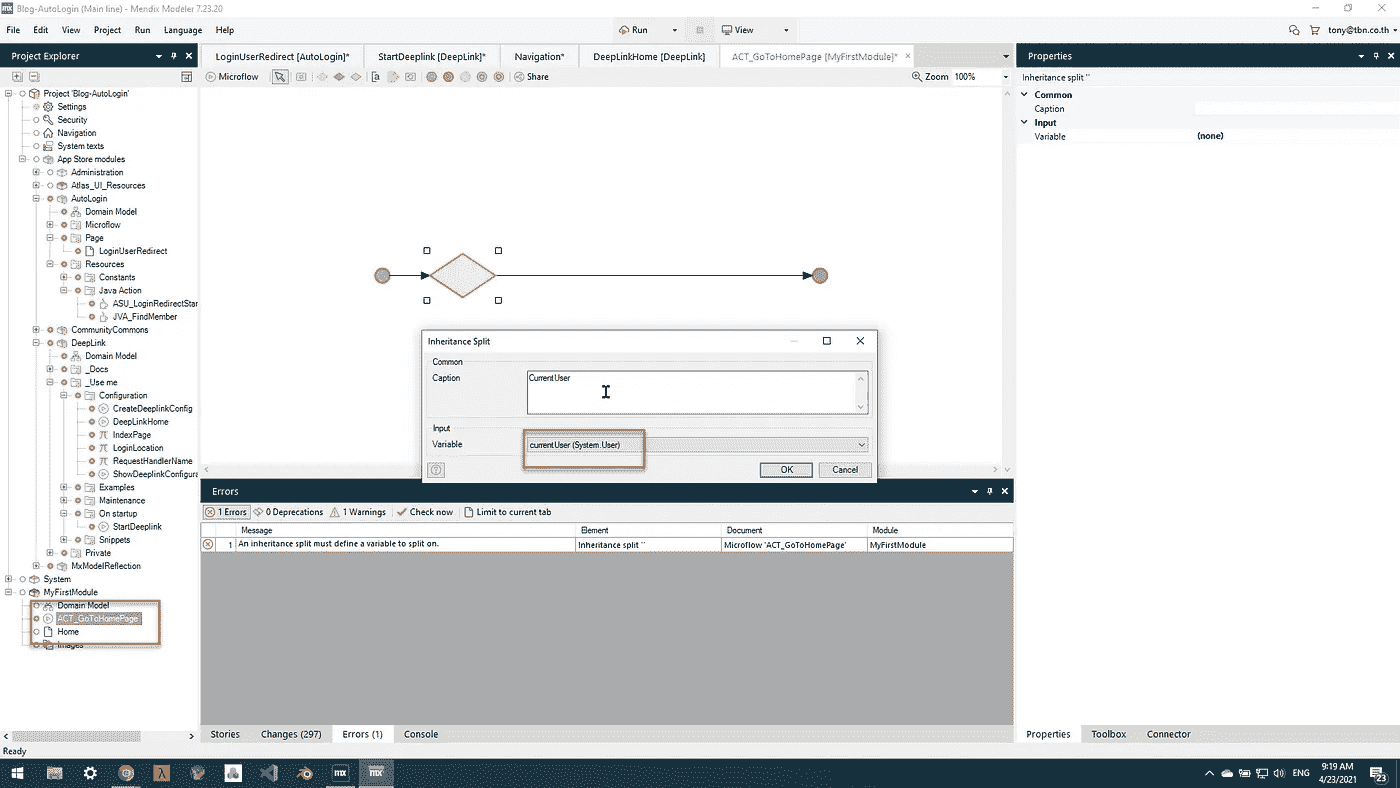 Blog-AutoLogin (Main line) - Mendix Modeler 7.23.20
File Edit View Project Run Language Help
Run View
tony@tbn.co.th
Project Explorer
LoginUserRedirect [AutoLogin]* StartDeeplink [DeepLink]* Navigation* DeepLinkHome [DeepLink] ACT_GoToHomePage [MyFirstModule]*
Properties
Microflow Share Zoom 100%
Inheritance split ''
Common
Caption
Input
Variable (none)
Project 'Blog-AutoLogin'
Settings
Security
Navigation
System texts
App Store modules
Administration
Atlas_UI_Resources
AutoLogin
Domain Model
Microflow
Page
LoginUserRedirect
Resources
Constants
Java Action
ASU_LoginRedirectStar
JVA_FindMember
CommunityCommons
DeepLink
Domain Model
_Docs
_Use me
Configuration
CreateDeeplinkConfig
DeepLinkHome
IndexPage
LoginLocation
RequestHandlerName
ShowDeeplinkConfigura
Examples
Maintenance
On startup
StartDeeplink
Snippets
Private
MxModelReflection
System
MyFirstModule
Domain Model
ACT_GoToHomePage
Home
Images
Inheritance Split
Common
Caption CurrentUser
Input
Variable currentUser (System.User)
OK Cancel
Errors
1 Errors 0 Deprecations 1 Warnings Check now Limit to current tab
Message Element Document Module
1 An inheritance split must define a variable to split on. Inheritance split '' Microflow 'ACT_GoToHomePage' MyFirstModule
Stories Changes (297) Errors (1) Console
Properties Toolbox Connector
Ready
ENG 9:19 AM
4/23/2021
23